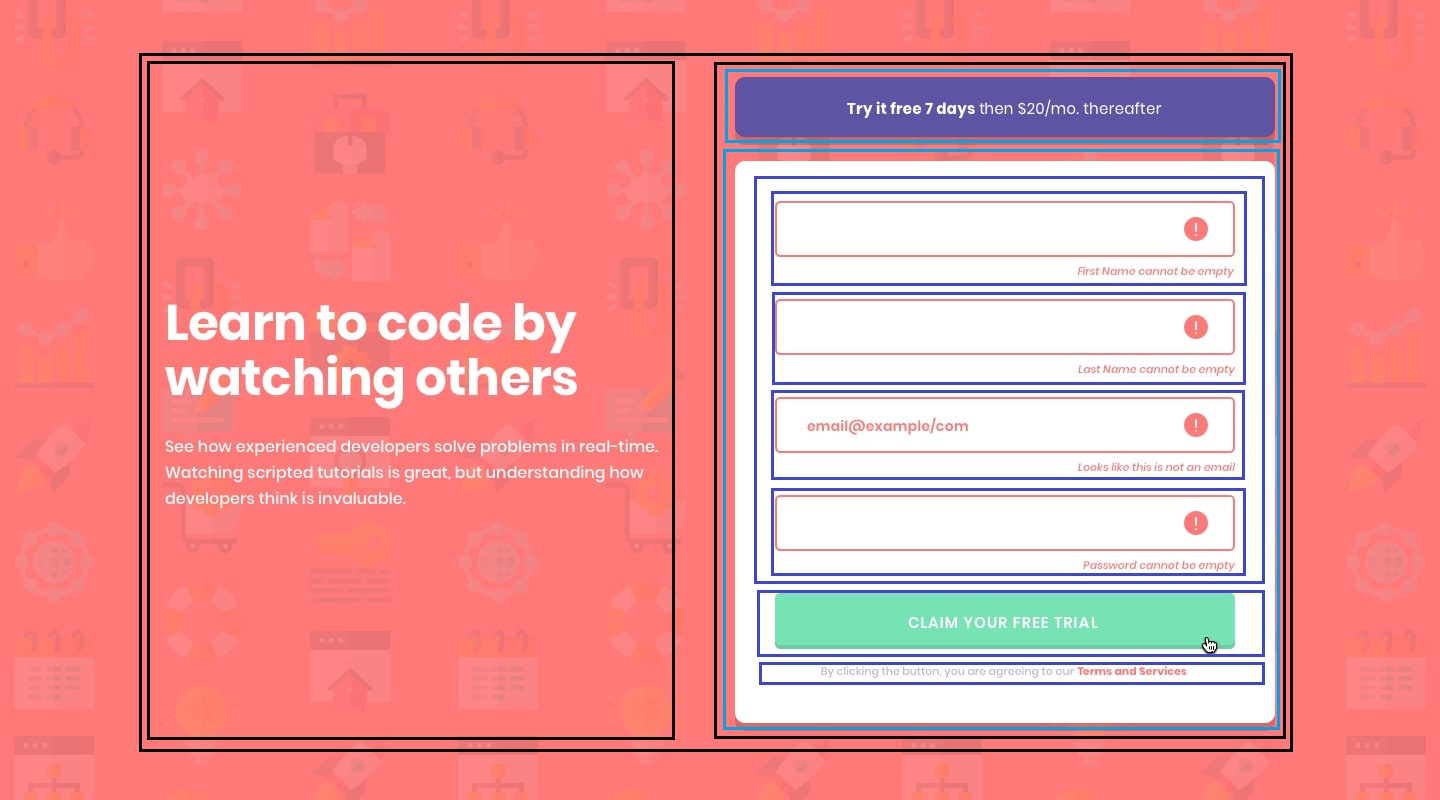 Learn to code by
watching others
See how experienced developers solve problems in real-time.
Watching scripted tutorials is great, but understanding how
developers think is invaluable.
Try it free 7 days then $20/mo. thereafter
!
First Name cannot be empty
!
Last Name cannot be empty
email@example/com !
Looks like this is not an email
!
Password cannot be empty
CLAIM YOUR FREE TRIAL
By clicking the button, you are agreeing to our Terms and Services